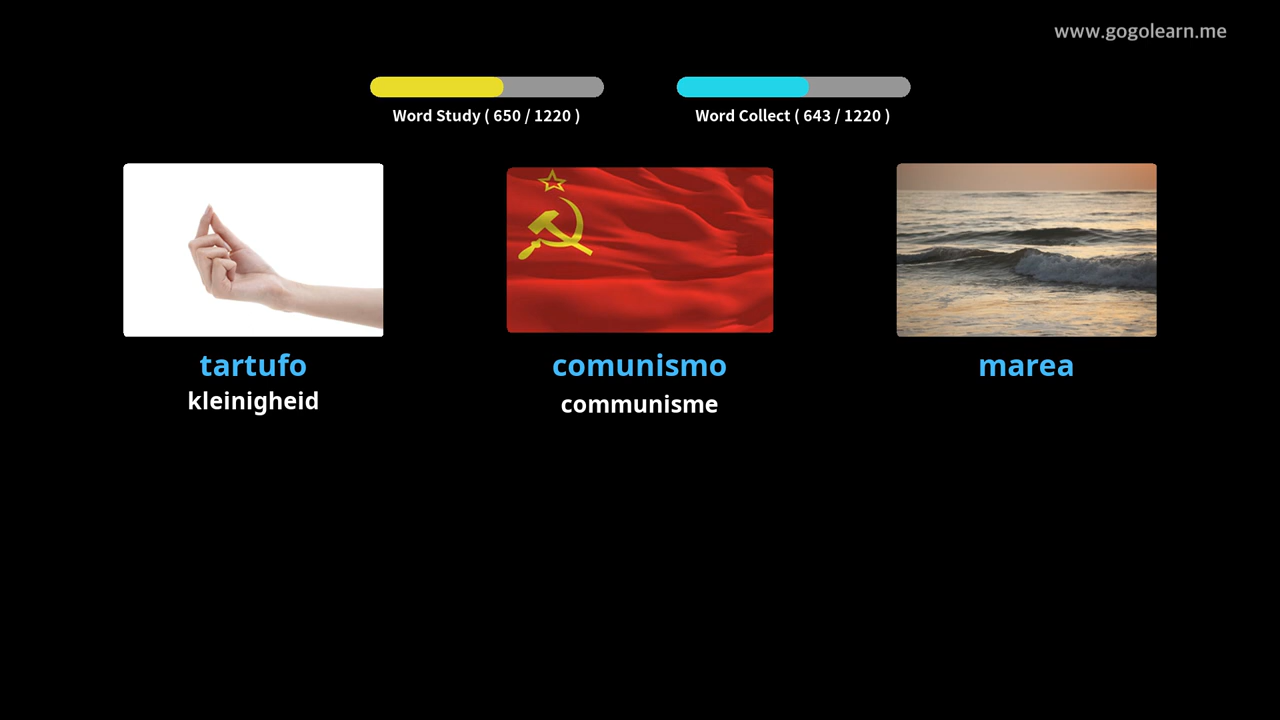 www.gogolearn.me
Word Study ( 650 / 1220 )
Word Collect ( 643 / 1220 )
tartufo
kleinigheid
comunismo
communisme
marea